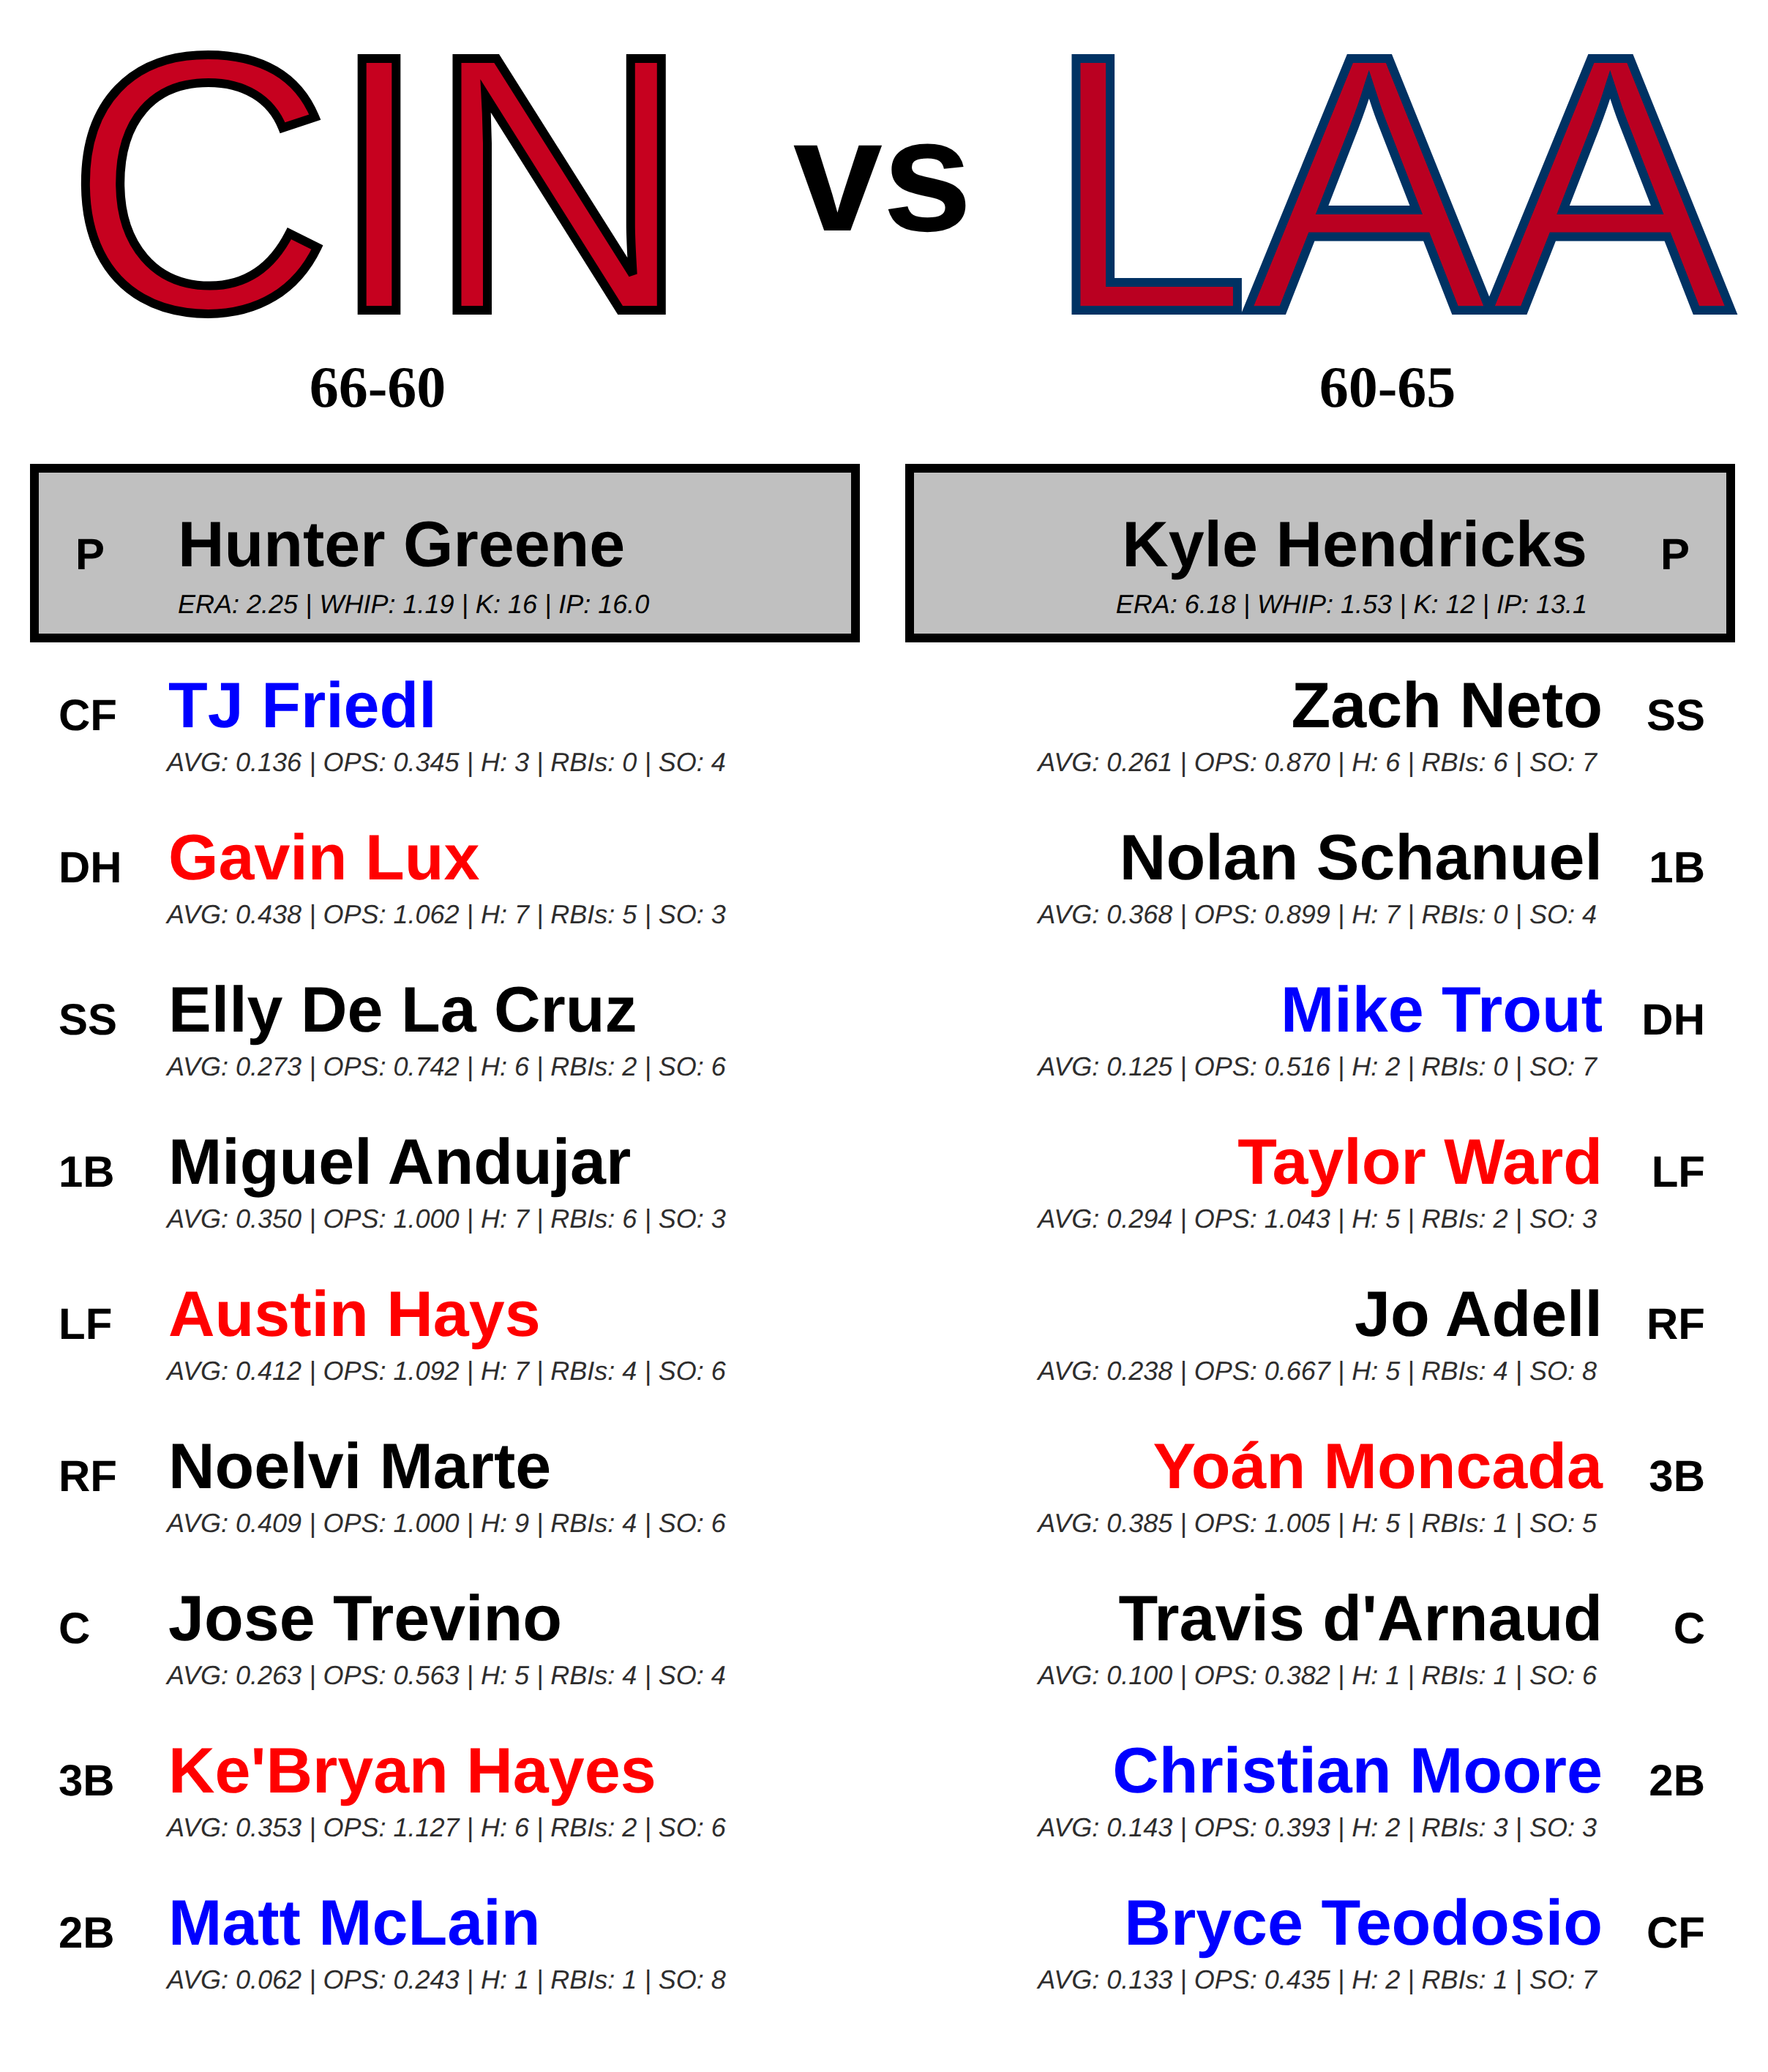 CIN vs LAA
66-60 60-65
P Hunter Greene
ERA: 2.25 | WHIP: 1.19 | K: 16 | IP: 16.0
Kyle Hendricks P
ERA: 6.18 | WHIP: 1.53 | K: 12 | IP: 13.1
CF TJ Friedl
AVG: 0.136 | OPS: 0.345 | H: 3 | RBIs: 0 | SO: 4
DH Gavin Lux
AVG: 0.438 | OPS: 1.062 | H: 7 | RBIs: 5 | SO: 3
SS Elly De La Cruz
AVG: 0.273 | OPS: 0.742 | H: 6 | RBIs: 2 | SO: 6
1B Miguel Andujar
AVG: 0.350 | OPS: 1.000 | H: 7 | RBIs: 6 | SO: 3
LF Austin Hays
AVG: 0.412 | OPS: 1.092 | H: 7 | RBIs: 4 | SO: 6
RF Noelvi Marte
AVG: 0.409 | OPS: 1.000 | H: 9 | RBIs: 4 | SO: 6
C Jose Trevino
AVG: 0.263 | OPS: 0.563 | H: 5 | RBIs: 4 | SO: 4
3B Ke'Bryan Hayes
AVG: 0.353 | OPS: 1.127 | H: 6 | RBIs: 2 | SO: 6
2B Matt McLain
AVG: 0.062 | OPS: 0.243 | H: 1 | RBIs: 1 | SO: 8
Zach Neto SS
AVG: 0.261 | OPS: 0.870 | H: 6 | RBIs: 6 | SO: 7
Nolan Schanuel 1B
AVG: 0.368 | OPS: 0.899 | H: 7 | RBIs: 0 | SO: 4
Mike Trout DH
AVG: 0.125 | OPS: 0.516 | H: 2 | RBIs: 0 | SO: 7
Taylor Ward LF
AVG: 0.294 | OPS: 1.043 | H: 5 | RBIs: 2 | SO: 3
Jo Adell RF
AVG: 0.238 | OPS: 0.667 | H: 5 | RBIs: 4 | SO: 8
Yoán Moncada 3B
AVG: 0.385 | OPS: 1.005 | H: 5 | RBIs: 1 | SO: 5
Travis d'Arnaud C
AVG: 0.100 | OPS: 0.382 | H: 1 | RBIs: 1 | SO: 6
Christian Moore 2B
AVG: 0.143 | OPS: 0.393 | H: 2 | RBIs: 3 | SO: 3
Bryce Teodosio CF
AVG: 0.133 | OPS: 0.435 | H: 2 | RBIs: 1 | SO: 7